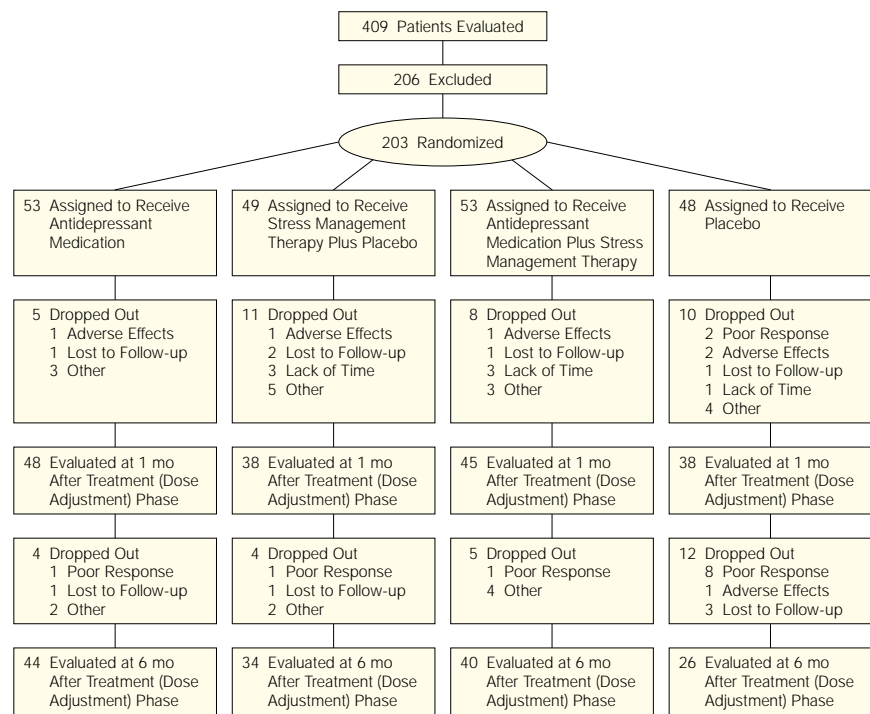 409 Patients Evaluated
206 Excluded
203 Randomized
53 Assigned to Receive
Antidepressant
Medication
49 Assigned to Receive
Stress Management
Therapy Plus Placebo
53 Assigned to Receive
Antidepressant
Medication Plus Stress
Management Therapy
48 Assigned to Receive
Placebo
5 Dropped Out
1 Adverse Effects
1 Lost to Follow-up
3 Other
11 Dropped Out
1 Adverse Effects
2 Lost to Follow-up
3 Lack of Time
5 Other
8 Dropped Out
1 Adverse Effects
1 Lost to Follow-up
3 Lack of Time
3 Other
10 Dropped Out
2 Poor Response
2 Adverse Effects
1 Lost to Follow-up
1 Lack of Time
4 Other
48 Evaluated at 1 mo
After Treatment (Dose
Adjustment) Phase
38 Evaluated at 1 mo
After Treatment (Dose
Adjustment) Phase
45 Evaluated at 1 mo
After Treatment (Dose
Adjustment) Phase
38 Evaluated at 1 mo
After Treatment (Dose
Adjustment) Phase
4 Dropped Out
1 Poor Response
1 Lost to Follow-up
2 Other
4 Dropped Out
1 Poor Response
1 Lost to Follow-up
2 Other
5 Dropped Out
1 Poor Response
4 Other
12 Dropped Out
8 Poor Response
1 Adverse Effects
3 Lost to Follow-up
44 Evaluated at 6 mo
After Treatment (Dose
Adjustment) Phase
34 Evaluated at 6 mo
After Treatment (Dose
Adjustment) Phase
40 Evaluated at 6 mo
After Treatment (Dose
Adjustment) Phase
26 Evaluated at 6 mo
After Treatment (Dose
Adjustment) Phase